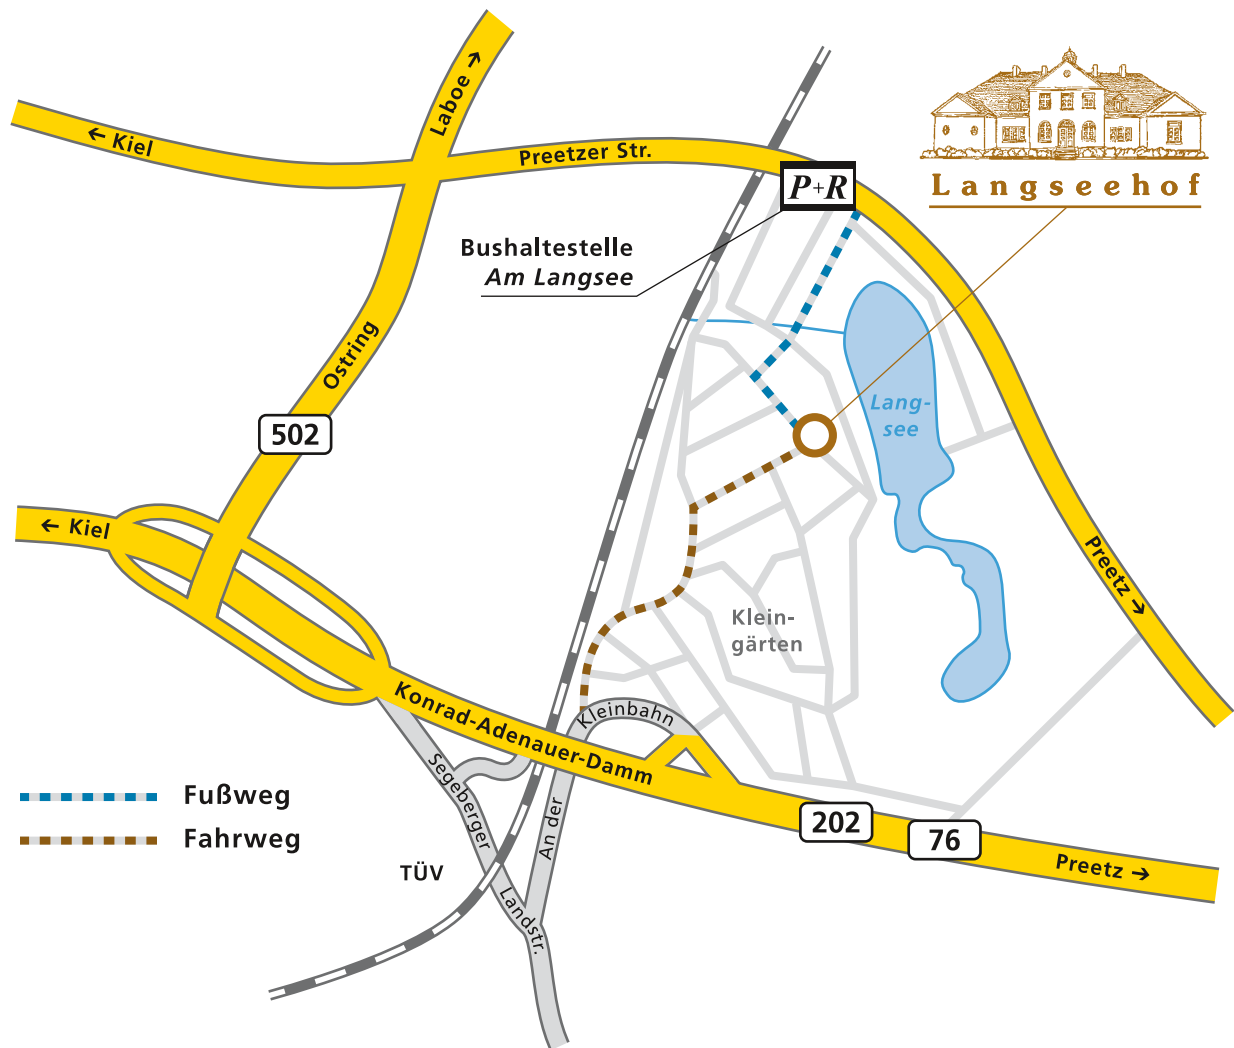 Laboe →
← Kiel
Preetzer Str.
P+R
Langseehof
Bushaltestelle
Am Langsee
Ostring
Lang-
see
502
← Kiel
Preetz →
Klein-
gärten
Konrad-Adenauer-Damm
Kleinbahn
An der
Segeberger
Landstr.
Fußweg
Fahrweg
TÜV
202
76
Preetz →